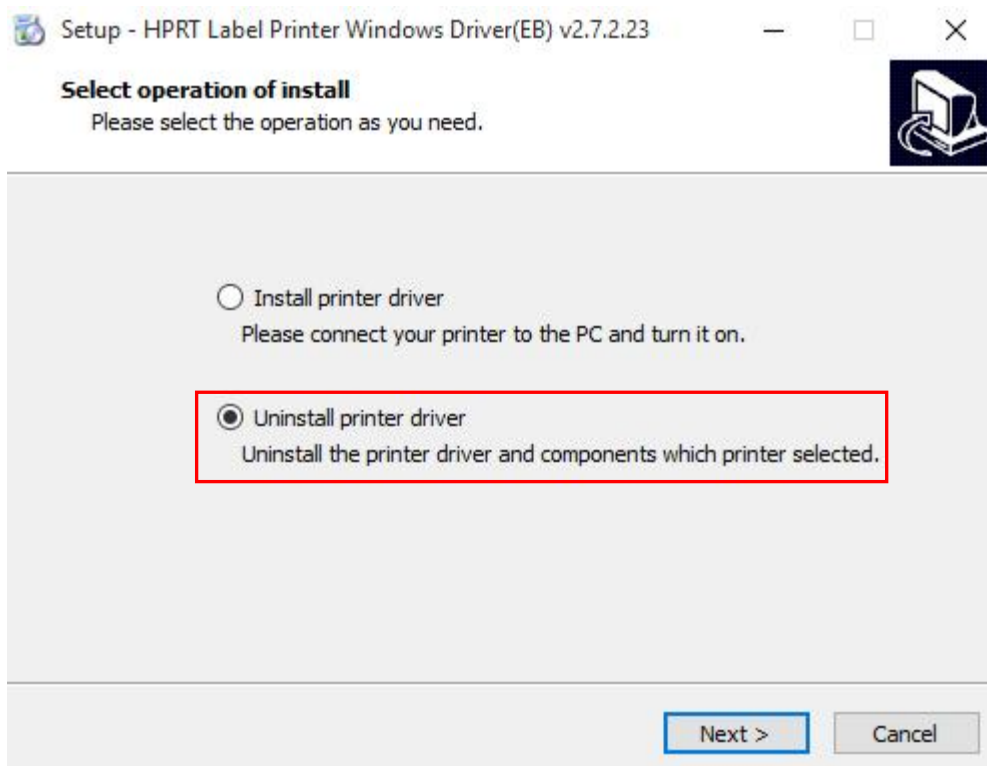 Setup - HPRT Label Printer Windows Driver(EB) v2.7.2.23
Select operation of install
Please select the operation as you need.
Install printer driver
Please connect your printer to the PC and turn it on.
Uninstall printer driver
Uninstall the printer driver and components which printer selected.
Next >
Cancel